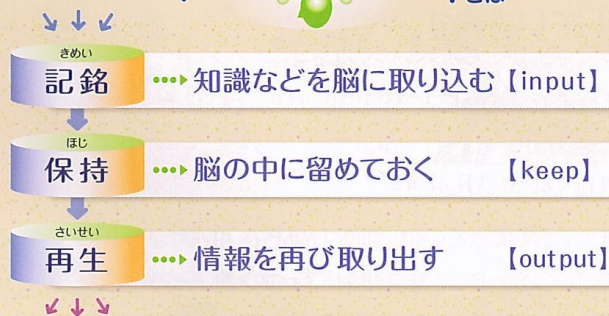 とは
きめい
記銘 ····▸ 知識などを脳に取り込む【input】
ほじ
保持 ····▸ 脳の中に留めておく 【keep】
さいせい
再生 ····▸ 情報を再び取り出す 【output】